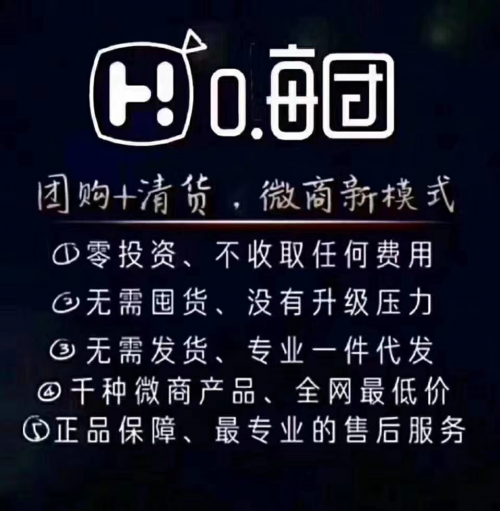 H! 嗨团
团购+清货，微商新模式
①零投资、不收取任何费用
②无需囤货、没有升级压力
③无需发货、专业一件代发
④千种微商产品、全网最低价
⑤正品保障、最专业的售后服务